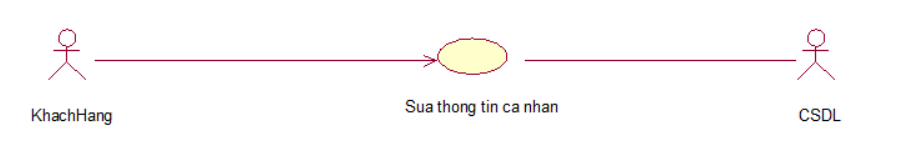 KhachHang
Sua thong tin ca nhan
CSDL